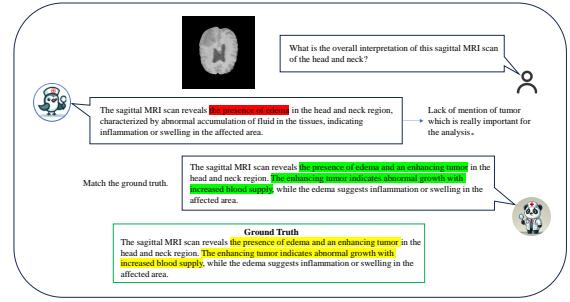 What is the overall interpretation of this sagittal MRI scan
of the head and neck?
The sagittal MRI scan reveals the presence of edema in the head and neck region,
characterized by abnormal accumulation of fluid in the tissues, indicating
inflammation or swelling in the affected area.
Lack of mention of tumor
which is really important for
the analysis。
Match the ground truth.
The sagittal MRI scan reveals the presence of edema and an enhancing tumor in the
head and neck region. The enhancing tumor indicates abnormal growth with
increased blood supply, while the edema suggests inflammation or swelling in the
affected area.
Ground Truth
The sagittal MRI scan reveals the presence of edema and an enhancing tumor in the
head and neck region. The enhancing tumor indicates abnormal growth with
increased blood supply, while the edema suggests inflammation or swelling in the
affected area.